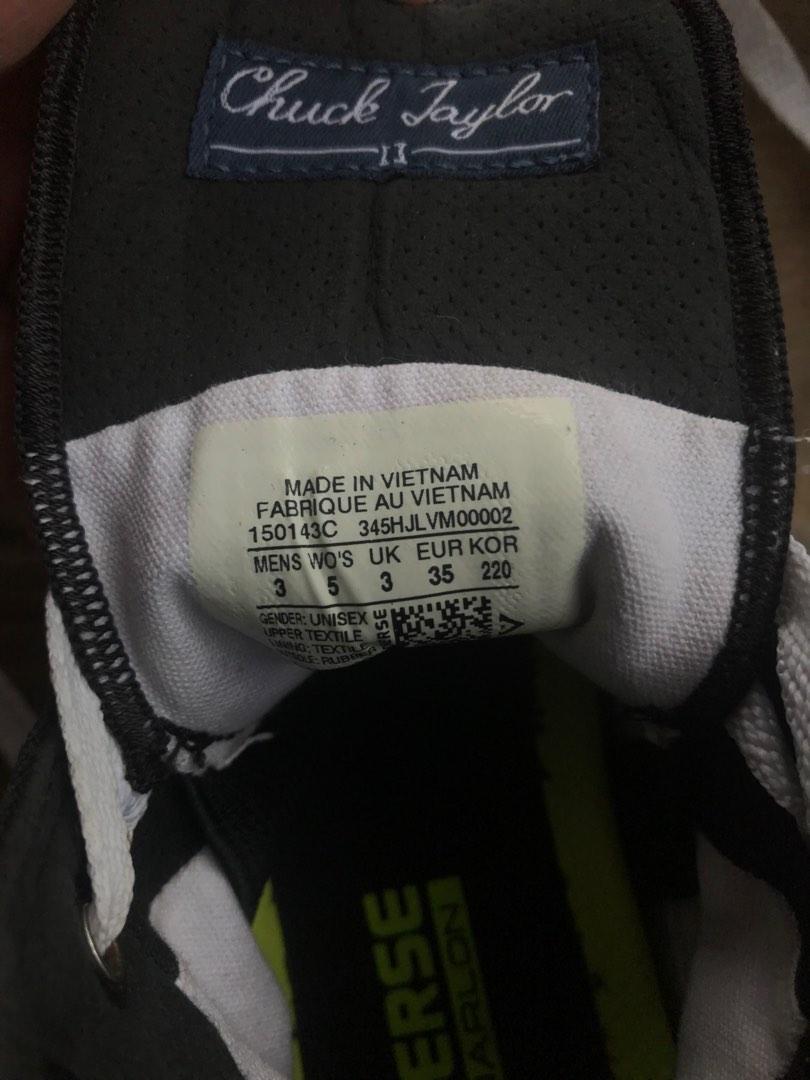 Chuck Taylor
II
MADE IN VIETNAM
FABRIQUE AU VIETNAM
150143C 345HJLVM00002
MENS WO'S UK EUR KOR
3 5 3 35 220
GENDER: UNISEX
UPPER TEXTILE
ERSE